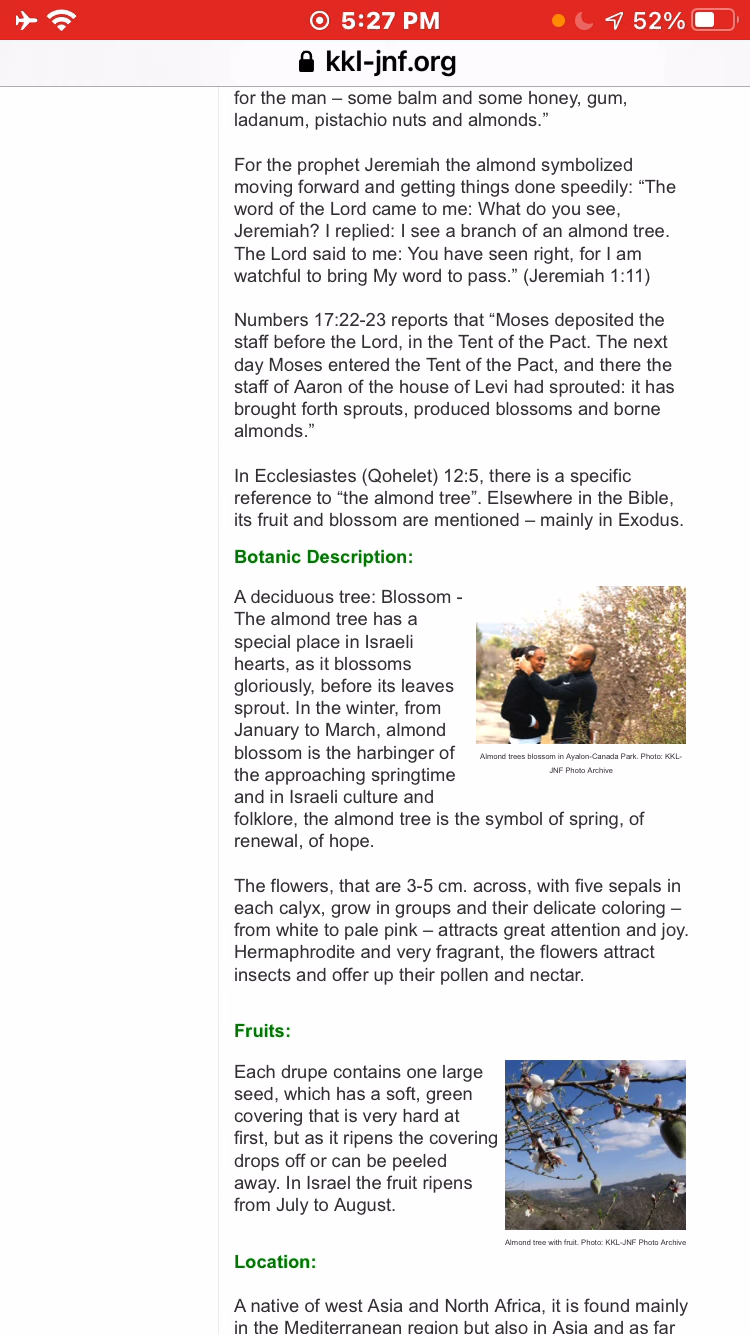 5:27 PM
52%
kkl-jnf.org
for the man – some balm and some honey, gum,
ladanum, pistachio nuts and almonds.”
For the prophet Jeremiah the almond symbolized
moving forward and getting things done speedily: “The
word of the Lord came to me: What do you see,
Jeremiah? I replied: I see a branch of an almond tree.
The Lord said to me: You have seen right, for I am
watchful to bring My word to pass.” (Jeremiah 1:11)
Numbers 17:22-23 reports that “Moses deposited the
staff before the Lord, in the Tent of the Pact. The next
day Moses entered the Tent of the Pact, and there the
staff of Aaron of the house of Levi had sprouted: it has
brought forth sprouts, produced blossoms and borne
almonds.”
In Ecclesiastes (Qohelet) 12:5, there is a specific
reference to “the almond tree”. Elsewhere in the Bible,
its fruit and blossom are mentioned – mainly in Exodus.
Botanic Description:
A deciduous tree: Blossom -
The almond tree has a
special place in Israeli
hearts, as it blossoms
gloriously, before its leaves
sprout. In the winter, from
January to March, almond
blossom is the harbinger of
the approaching springtime
and in Israeli culture and
folklore, the almond tree is the symbol of spring, of
renewal, of hope.
Almond trees blossom in Ayalon-Canada Park. Photo: KKL-
JNF Photo Archive
The flowers, that are 3-5 cm. across, with five sepals in
each calyx, grow in groups and their delicate coloring –
from white to pale pink – attracts great attention and joy.
Hermaphrodite and very fragrant, the flowers attract
insects and offer up their pollen and nectar.
Fruits:
Each drupe contains one large
seed, which has a soft, green
covering that is very hard at
first, but as it ripens the covering
drops off or can be peeled
away. In Israel the fruit ripens
from July to August.
Almond tree with fruit. Photo: KKL-JNF Photo Archive
Location:
A native of west Asia and North Africa, it is found mainly
in the Mediterranean region but also in Asia and as far